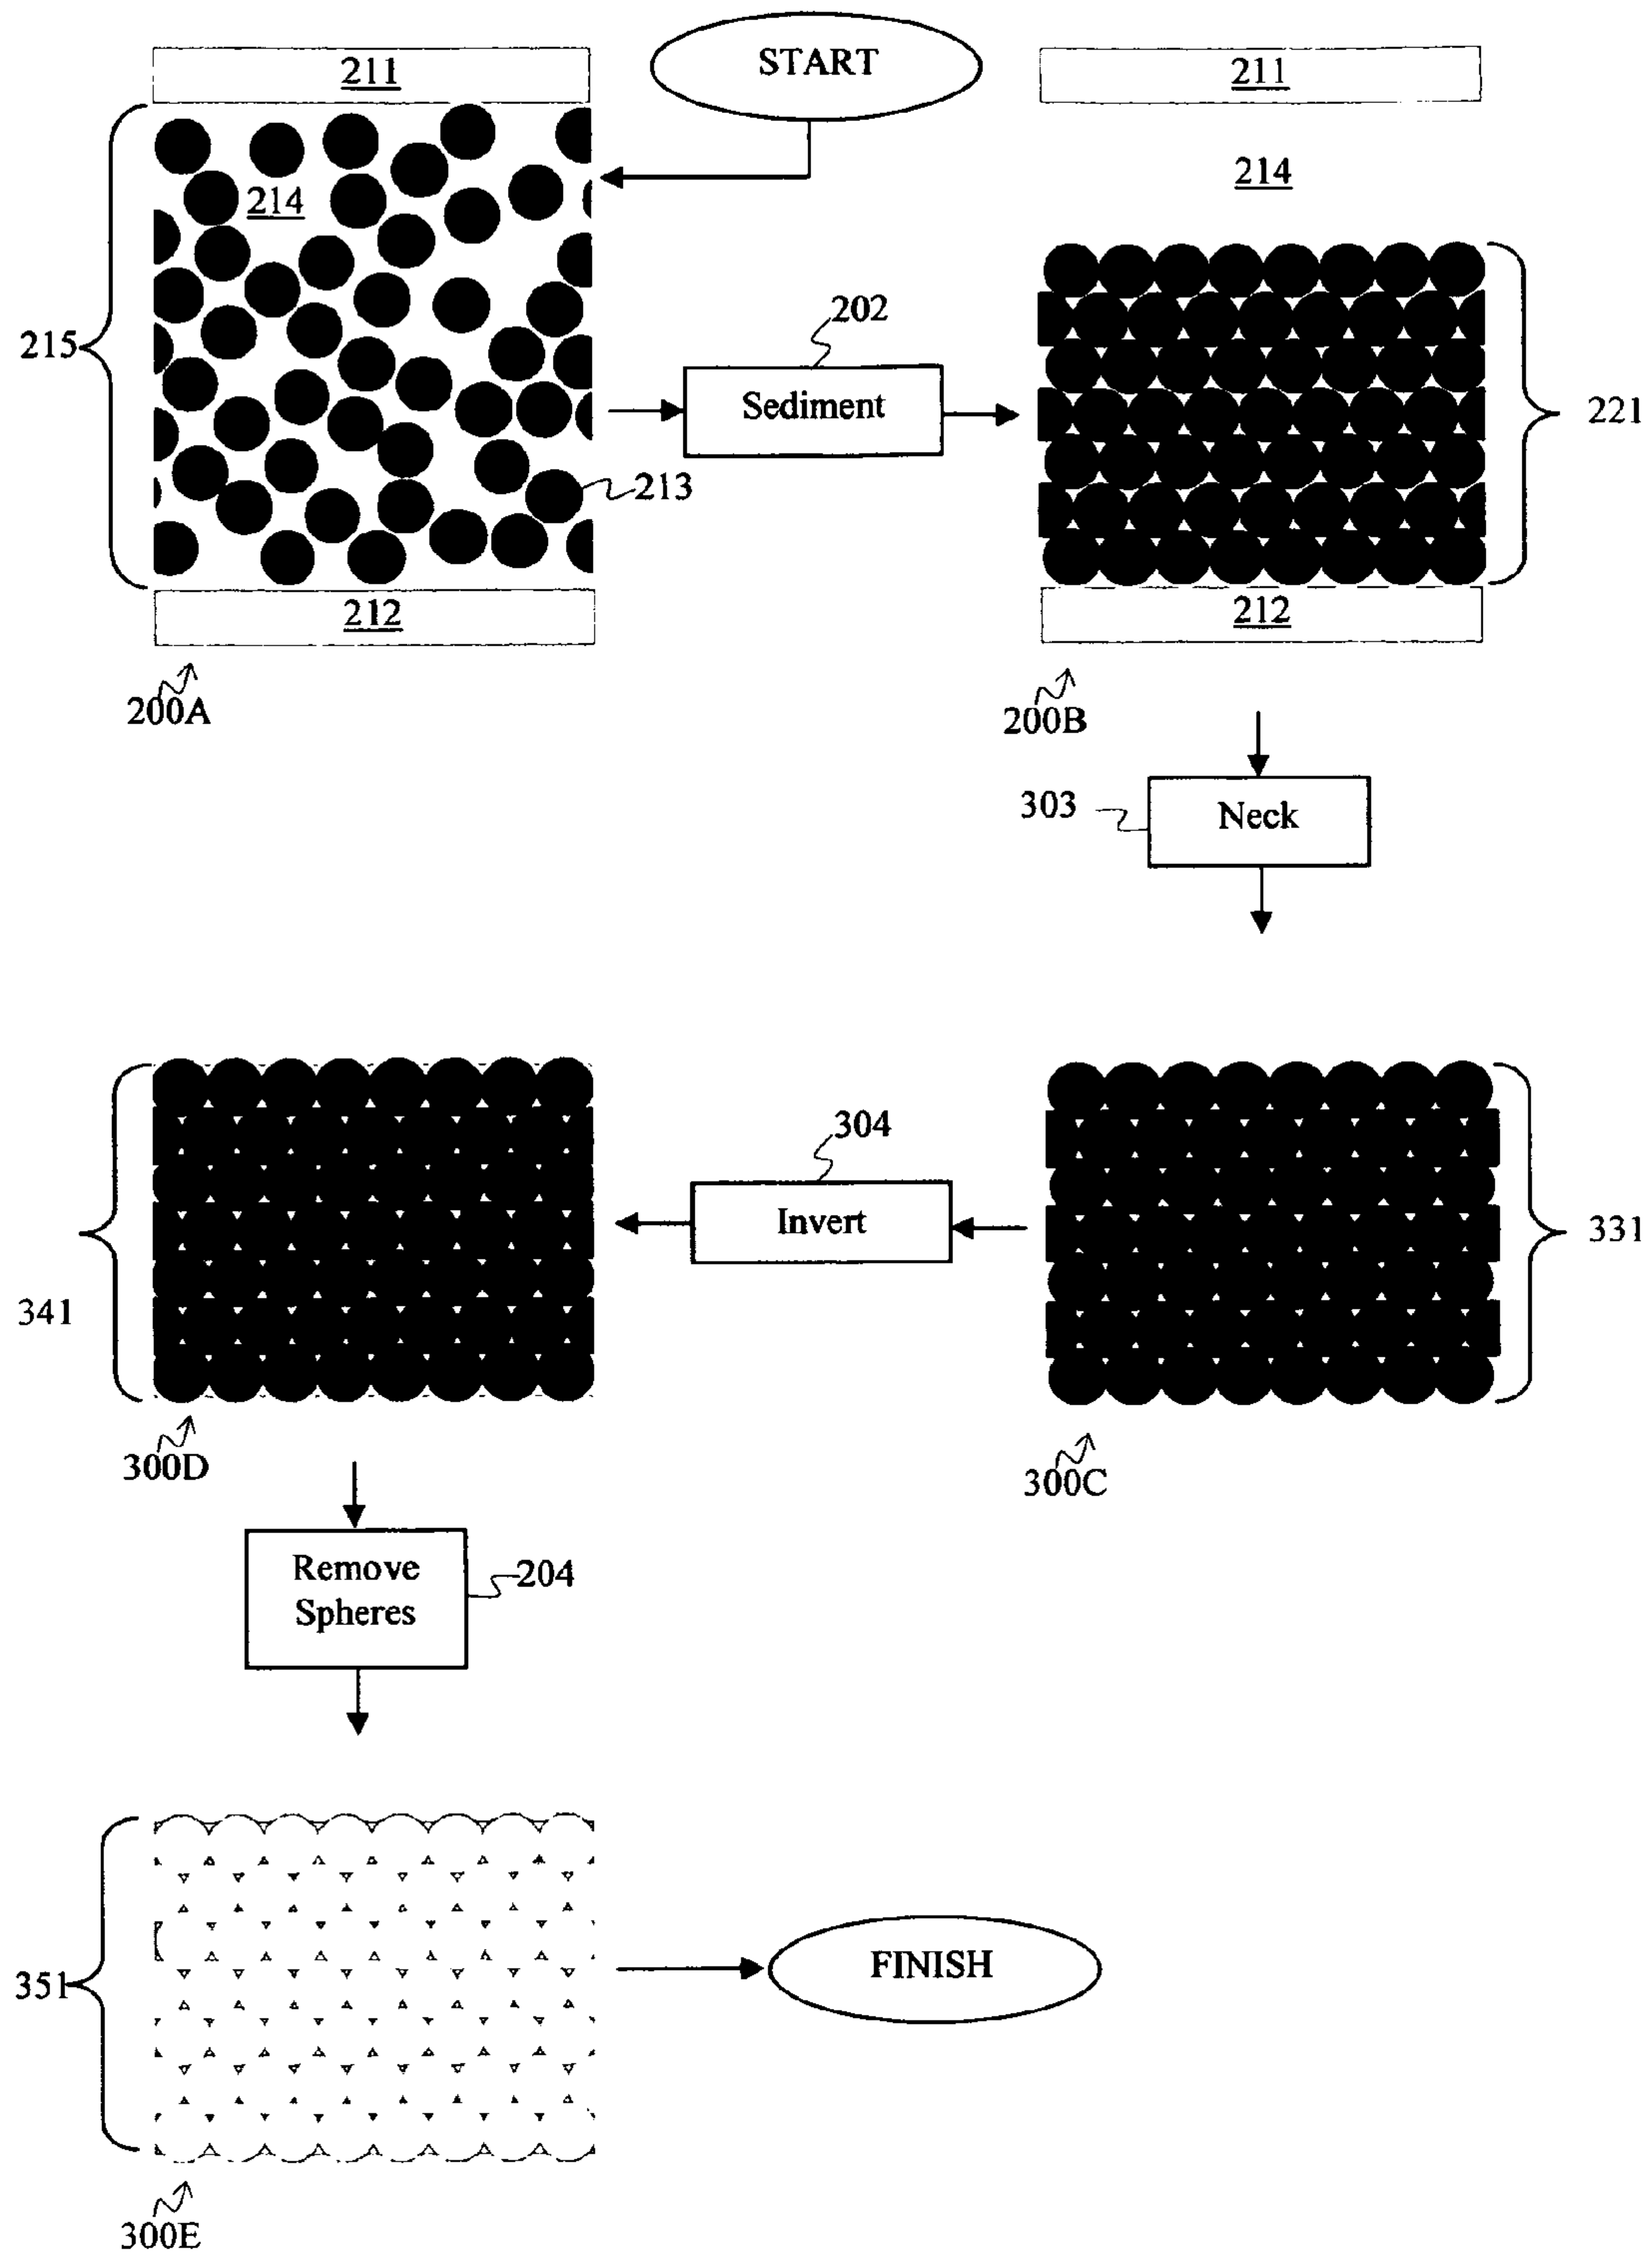 START
211
211
214
214
215
202
Sediment
221
213
212
212
200A
200B
303
Neck
304
Invert
331
341
300D
300C
Remove
Spheres
204
351
FINISH
300E